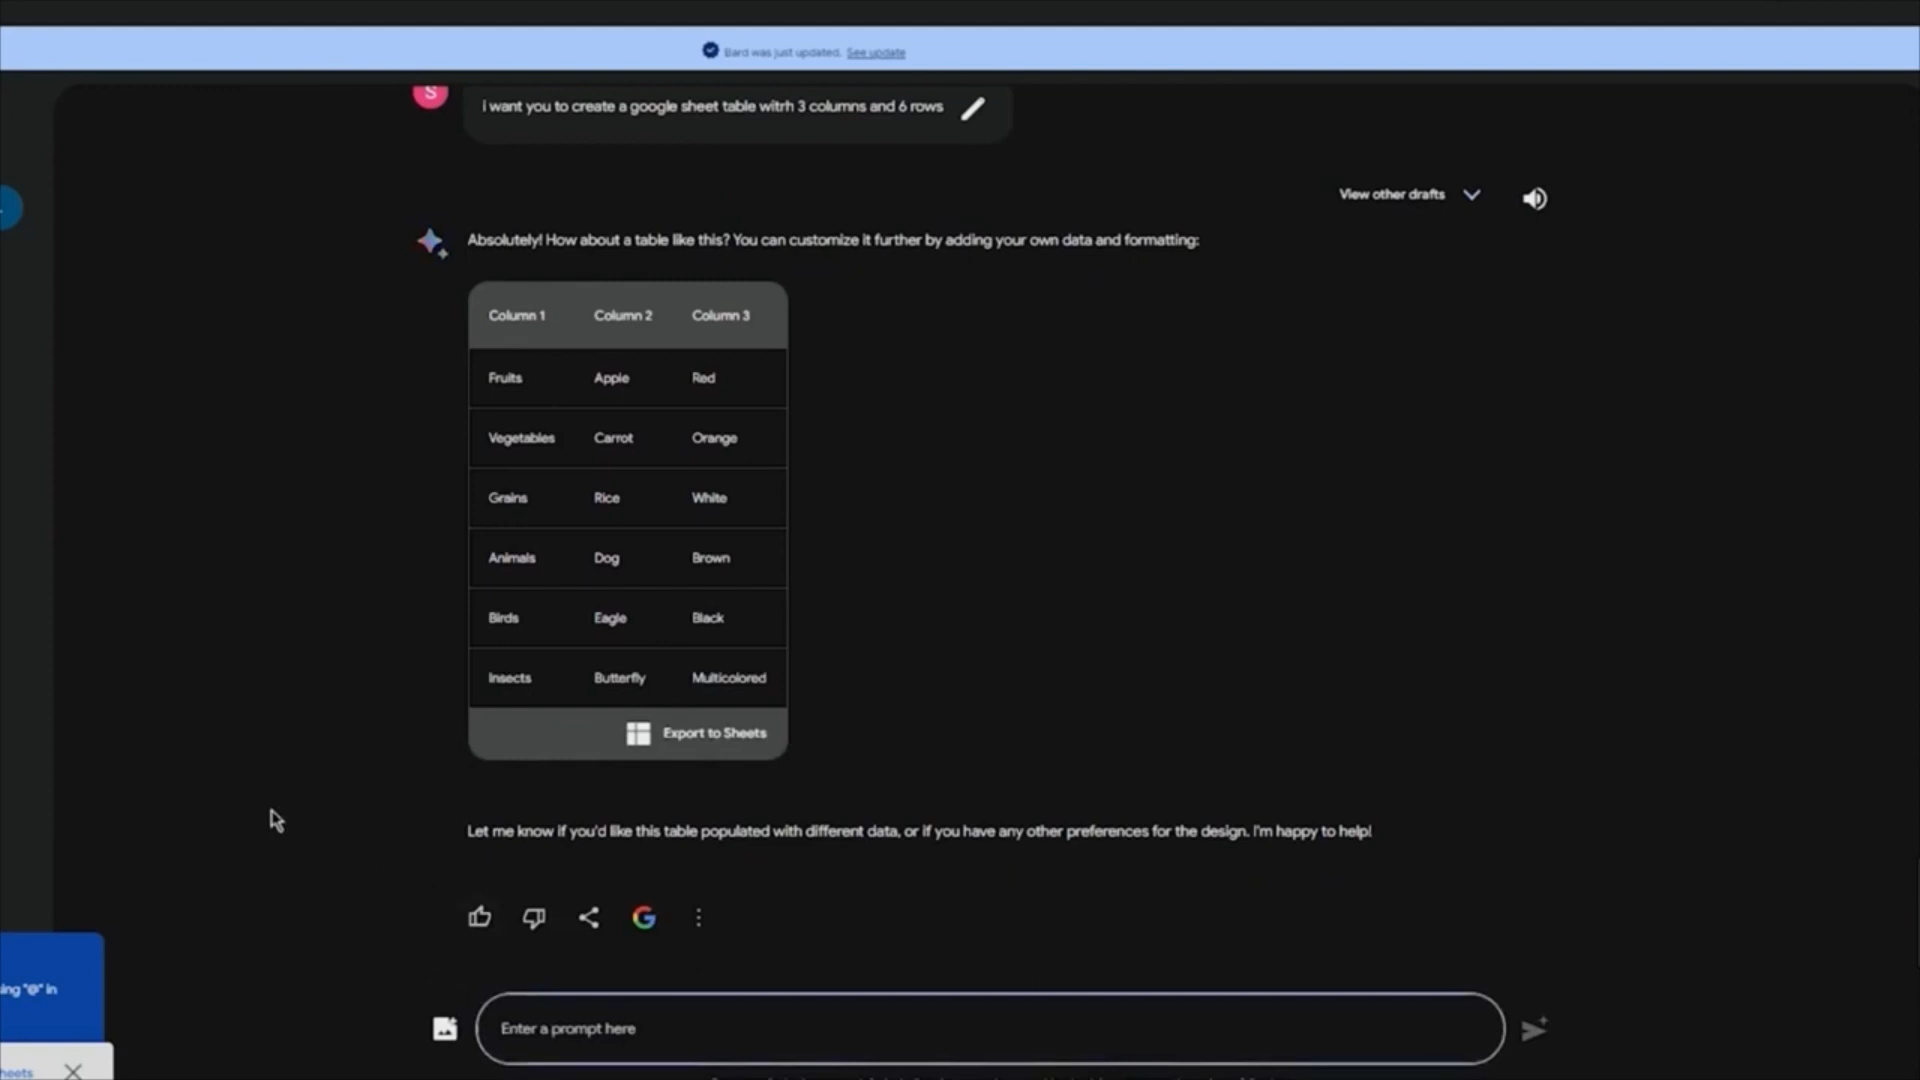 Bard was just updated. See update
S
i want you to create a google sheet table witrh 3 columns and 6 rows
View other drafts
Absolutely! How about a table like this? You can customize it further by adding your own data and formatting:
Column 1 Column 2 Column 3
Fruits Apple Red
Vegetables Carrot Orange
Grains Rice White
Animals Dog Brown
Birds Eagle Black
Insects Butterfly Multicolored
Export to Sheets
Let me know if you'd like this table populated with different data, or if you have any other preferences for the design. I'm happy to help!
ing "@" in
Enter a prompt here
heets